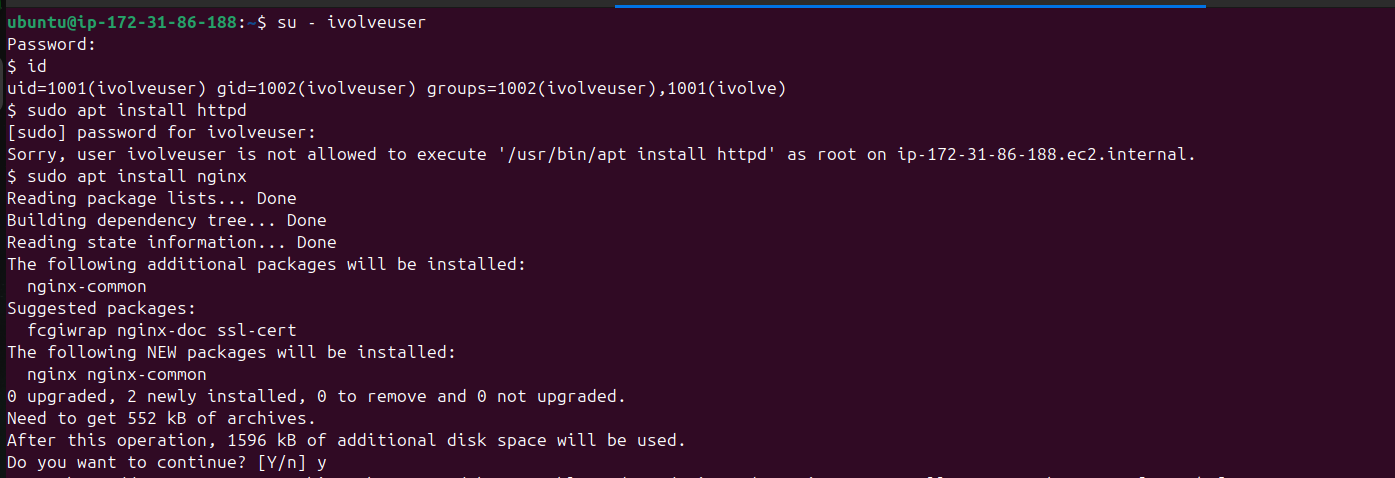 ubuntu@ip-172-31-86-188:~$ su - ivolveuser
Password:
$ id
uid=1001(ivolveuser) gid=1002(ivolveuser) groups=1002(ivolveuser),1001(ivolve)
$ sudo apt install httpd
[sudo] password for ivolveuser:
Sorry, user ivolveuser is not allowed to execute '/usr/bin/apt install httpd' as root on ip-172-31-86-188.ec2.internal.
$ sudo apt install nginx
Reading package lists... Done
Building dependency tree... Done
Reading state information... Done
The following additional packages will be installed:
  nginx-common
Suggested packages:
  fcgiwrap nginx-doc ssl-cert
The following NEW packages will be installed:
  nginx nginx-common
0 upgraded, 2 newly installed, 0 to remove and 0 not upgraded.
Need to get 552 kB of archives.
After this operation, 1596 kB of additional disk space will be used.
Do you want to continue? [Y/n] y